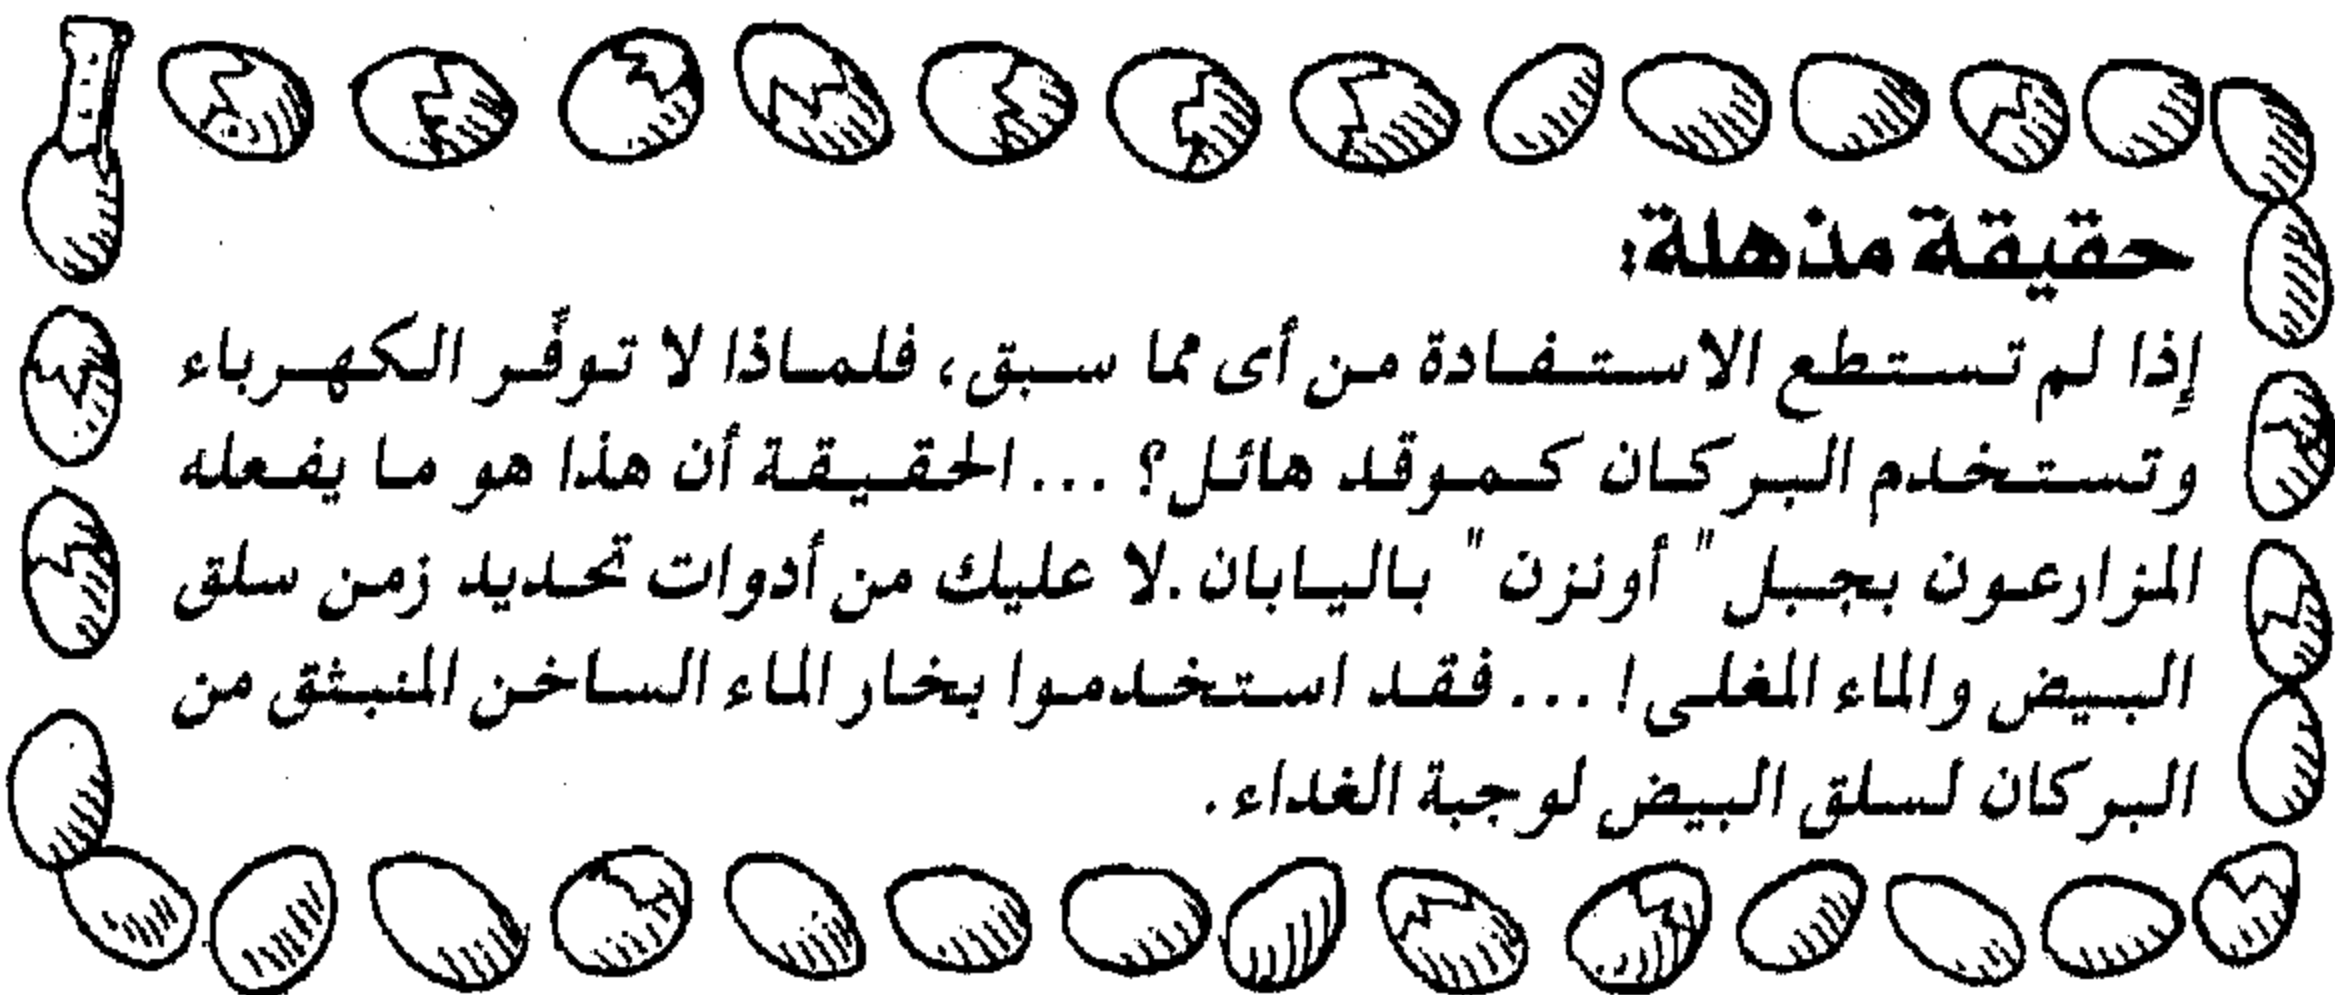 حقيقة مذهلة:
إذا لم تستطع الاستفادة من أى مما سبق، فلماذا لا توفِّر الكهرباء
وتستخدم البركان كموقد هائل؟ ... الحقيقة أن هذا هو ما يفعله
المزارعون بجبل " أونزن " باليابان .لا عليك من أدوات تحديد زمن سلق
البيض والماء المغلى! ... فقد استخدموا بخار الماء الساخن المنبثق من
البركان لسلق البيض لوجبة الغداء.